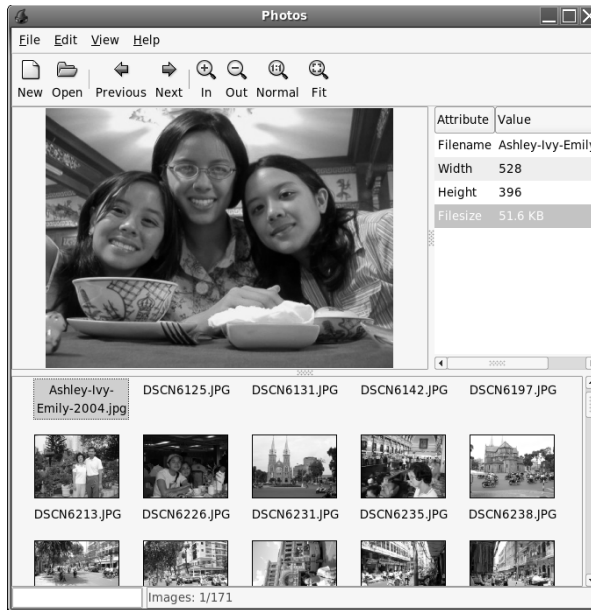 Photos
File Edit View Help
New Open Previous Next In Out Normal Fit
Attribute Value
Filename Ashley-Ivy-Emily
Width 528
Height 396
Filesize 51.6 KB
Ashley-Ivy-
Emily-2004.jpg
DSCN6125.JPG DSCN6131.JPG DSCN6142.JPG DSCN6197.JPG
DSCN6213.JPG DSCN6226.JPG DSCN6231.JPG DSCN6235.JPG DSCN6238.JPG
Images: 1/171